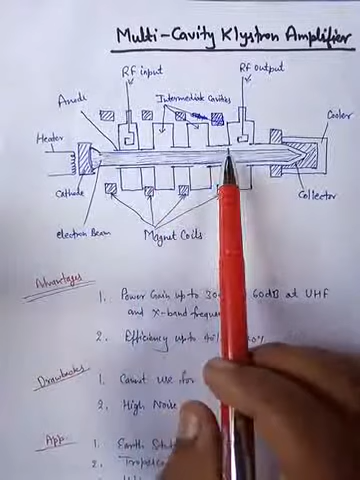 Multi-Cavity Klystron Amplifier
RF input
RF output
Anode
Intermediate Cavities
Cooler
Heater
Cathode
Collector
electron Beam
Magnet Coils
Advantages
1. Power Gain up to 60dB at UHF
and X-band
2. Efficiency upto
Drawbacks
1. Cannot use for
2. High Noise
App
1. Earth
2.